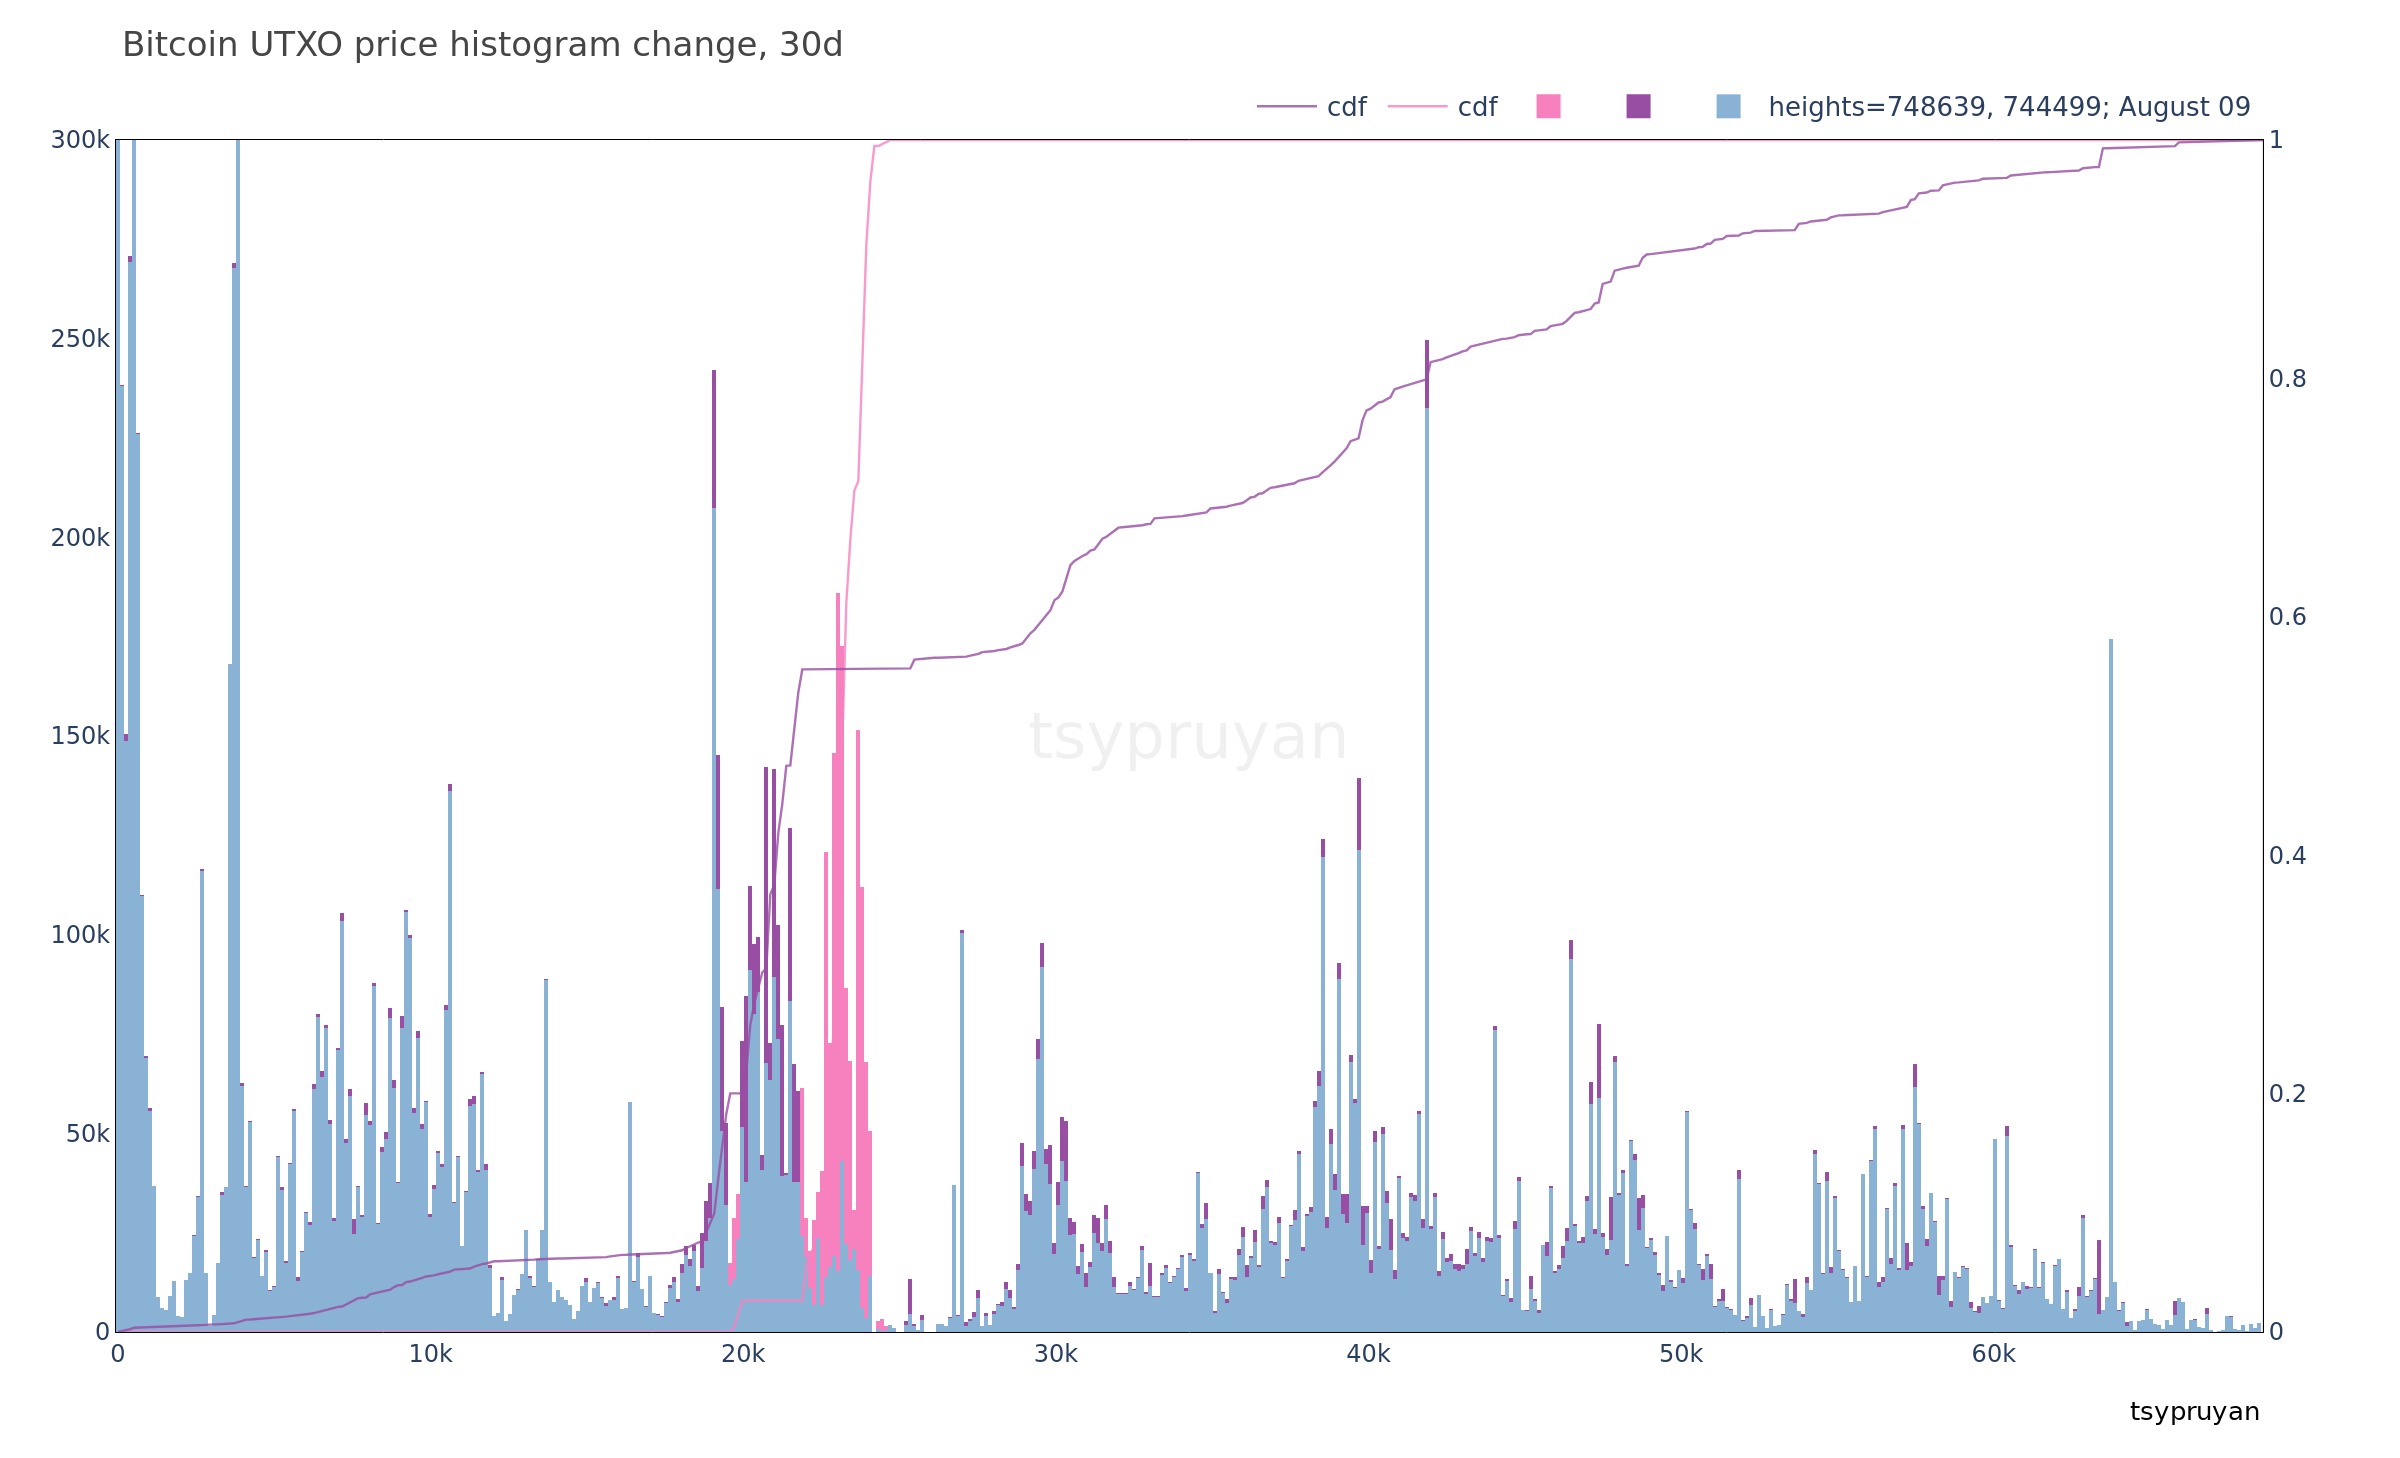 Bitcoin UTXO price histogram change, 30d
cdf cdf heights=748639, 744499; August 09
300k
250k
200k
150k
100k
50k
0
1
0.8
0.6
0.4
0.2
0
tsypruyan
0 10k 20k 30k 40k 50k 60k
tsypruyan